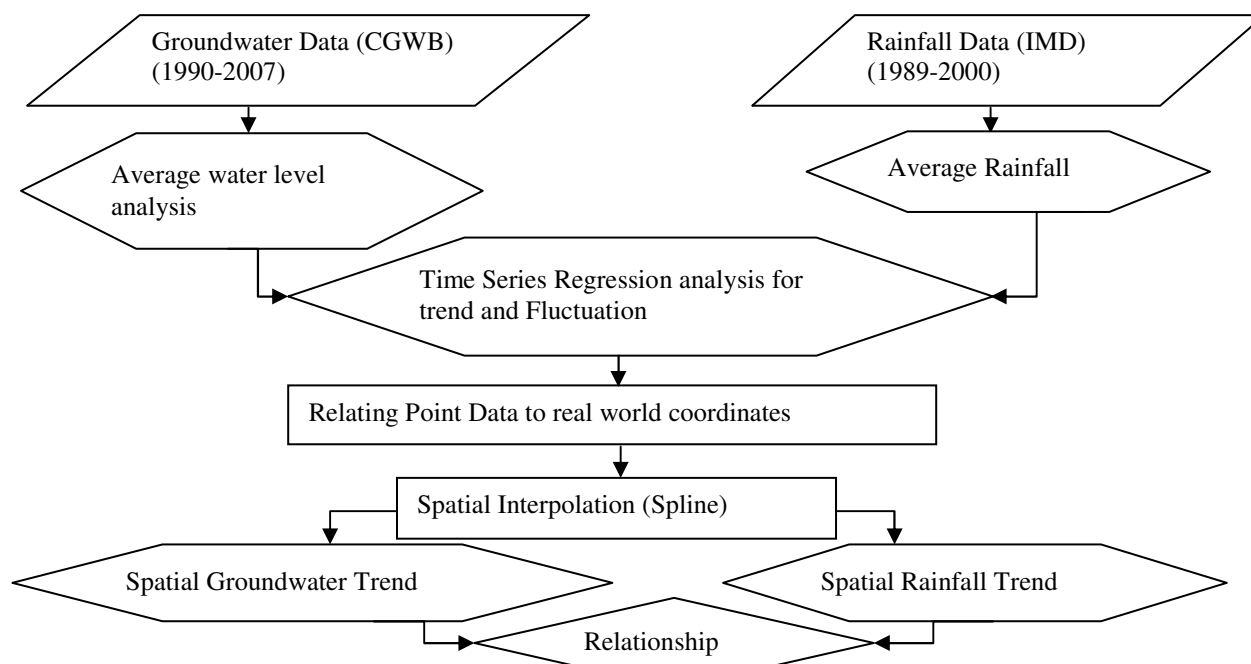 Groundwater Data (CGWB)
(1990-2007)
Rainfall Data (IMD)
(1989-2000)
Average water level
analysis
Average Rainfall
Time Series Regression analysis for
trend and Fluctuation
Relating Point Data to real world coordinates
Spatial Interpolation (Spline)
Spatial Groundwater Trend
Spatial Rainfall Trend
Relationship